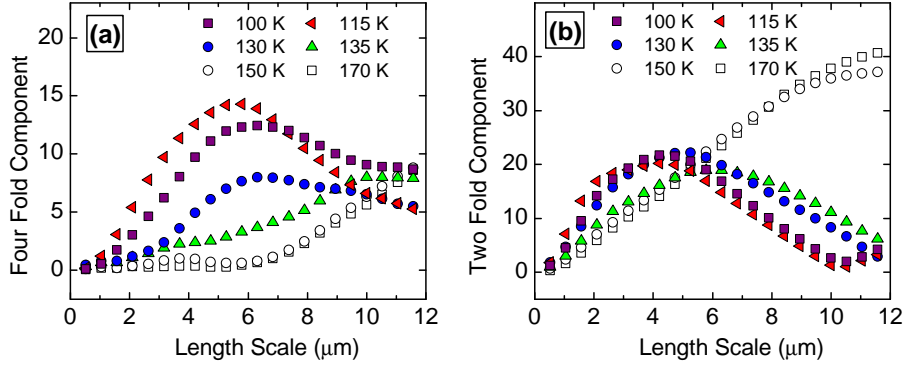 (a)
100 K 115 K
130 K 135 K
150 K 170 K
20
15
10
5
0
Four Fold Component
0 2 4 6 8 10 12
Length Scale (μm)
(b)
100 K 115 K
130 K 135 K
150 K 170 K
40
30
20
10
0
Two Fold Component
0 2 4 6 8 10 12
Length Scale (μm)